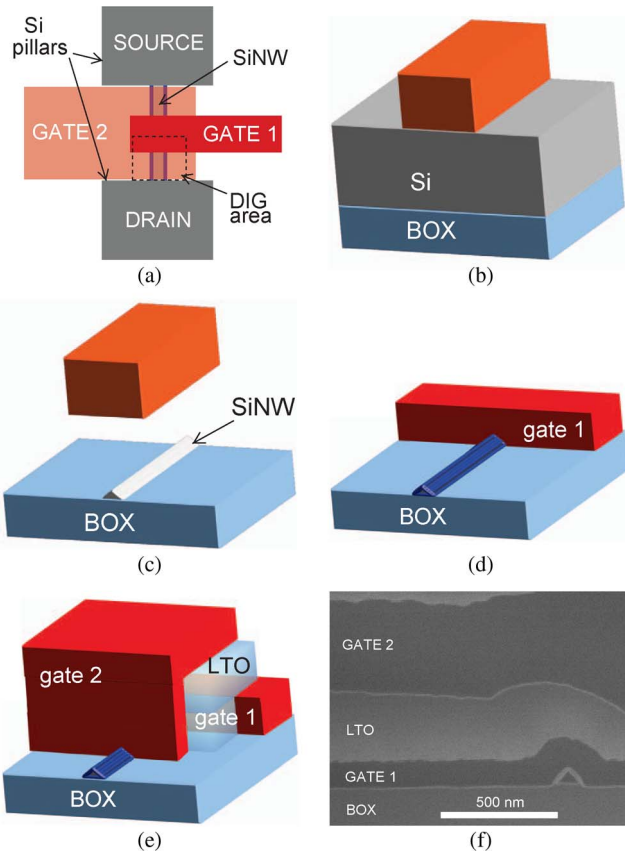 Si
pillars
SOURCE
SiNW
GATE 2
GATE 1
DIG
area
DRAIN
(a)
Si
BOX
(b)
SiNW
BOX
(c)
gate 1
BOX
(d)
gate 2
LTO
gate 1
BOX
(e)
GATE 2
LTO
GATE 1
BOX
500 nm
(f)